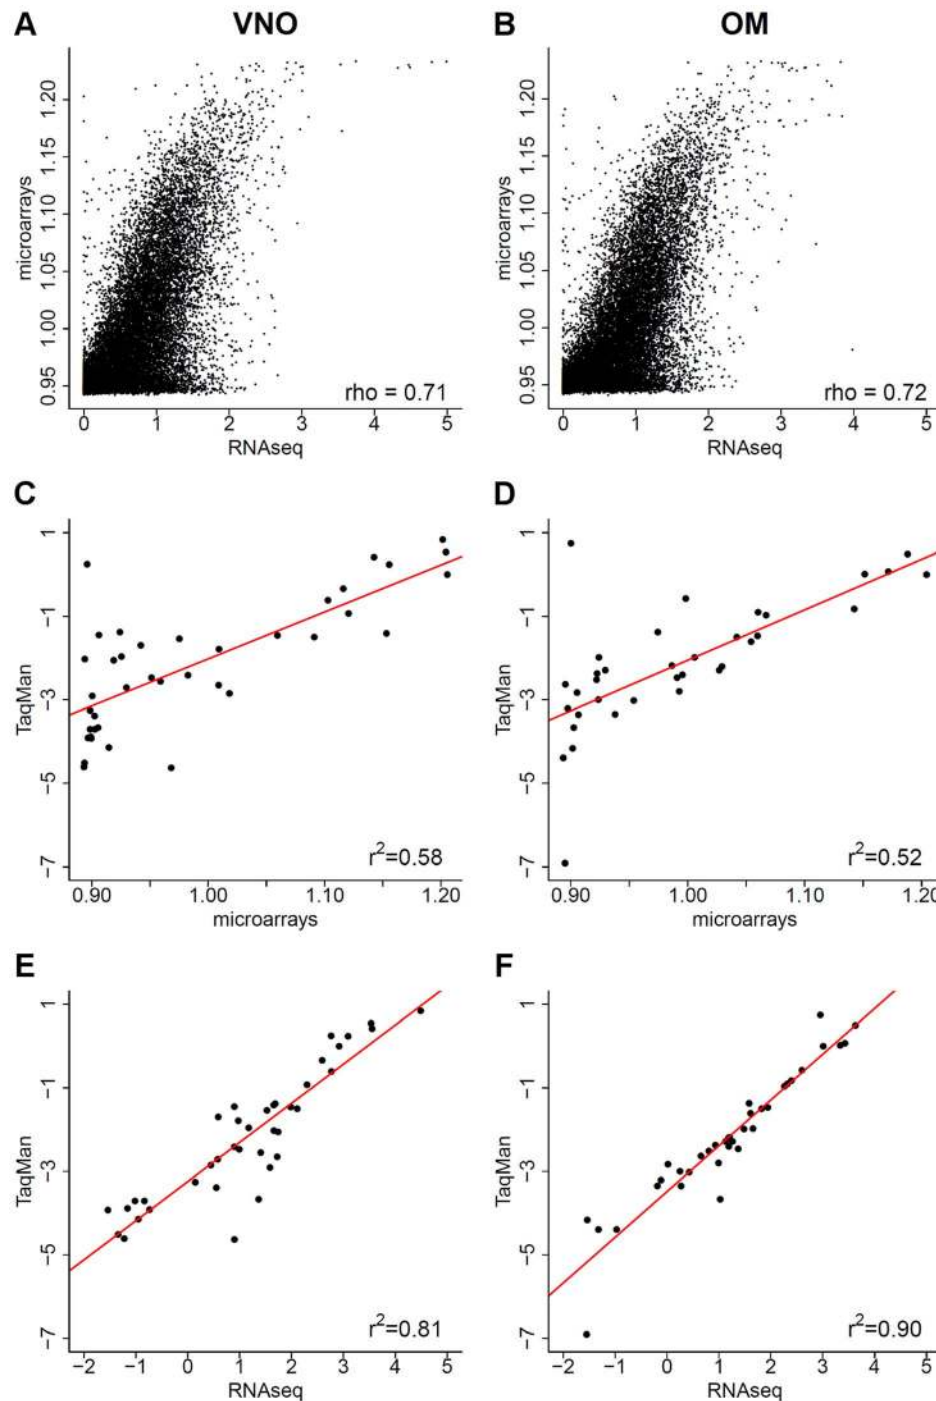 A VNO
B OM
microarrays
1.20
1.15
1.10
1.05
1.00
0.95
rho = 0.71
0 1 2 3 4 5
RNAseq
microarrays
1.20
1.15
1.10
1.05
1.00
0.95
rho = 0.72
0 1 2 3 4 5
RNAseq
C
TaqMan
1
−1
−3
−5
−7
r²=0.58
0.90 1.00 1.10 1.20
microarrays
D
TaqMan
1
−1
−3
−5
−7
r²=0.52
0.90 1.00 1.10 1.20
microarrays
E
TaqMan
1
−1
−3
−5
−7
r²=0.81
−2 −1 0 1 2 3 4 5
RNAseq
F
TaqMan
1
−1
−3
−5
−7
r²=0.90
−2 −1 0 1 2 3 4 5
RNAseq